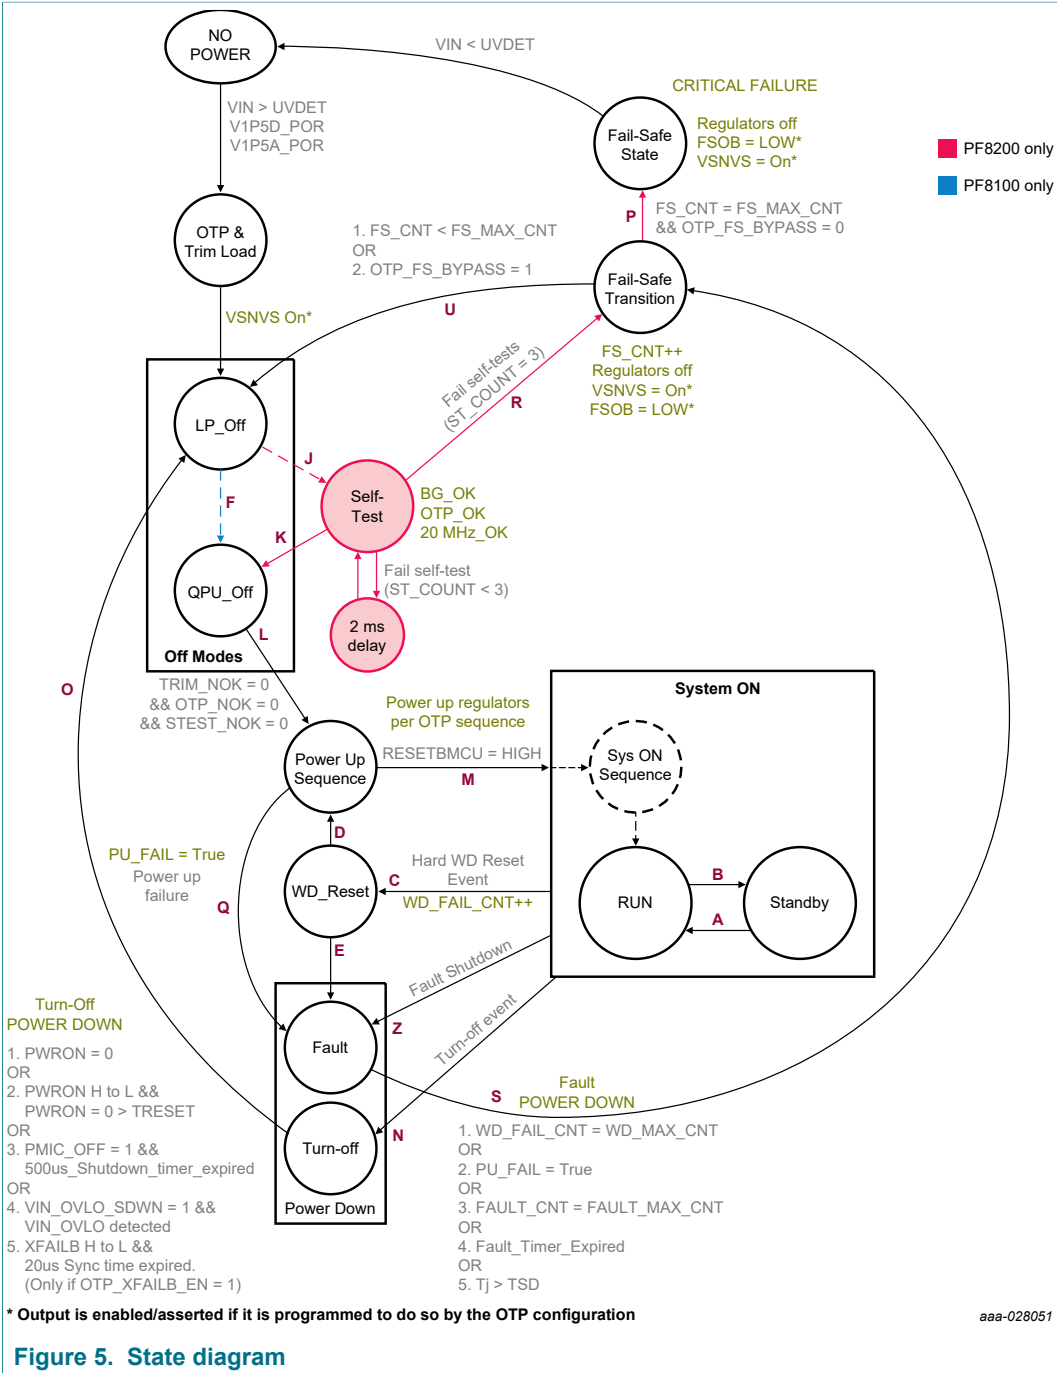 NO
POWER
VIN < UVDET
VIN > UVDET
V1P5D_POR
V1P5A_POR
CRITICAL FAILURE
Fail-Safe
State
Regulators off
FSOB = LOW*
VSNVS = On*
PF8200 only
PF8100 only
P
FS_CNT = FS_MAX_CNT
&& OTP_FS_BYPASS = 0
OTP &
Trim Load
1. FS_CNT < FS_MAX_CNT
OR
2. OTP_FS_BYPASS = 1
U
Fail-Safe
Transition
VSNVS On*
FS_CNT++
Regulators off
VSNVS = On*
FSOB = LOW*
Fail self-tests
(ST_COUNT = 3)
R
LP_Off
J
F
Self-
Test
BG_OK
OTP_OK
20 MHz_OK
K
QPU_Off
Fail self-test
(ST_COUNT < 3)
2 ms
delay
L
Off Modes
TRIM_NOK = 0
&& OTP_NOK = 0
&& STEST_NOK = 0
O
System ON
Power up regulators
per OTP sequence
RESETBMCU = HIGH
M
Power Up
Sequence
Sys ON
Sequence
D
PU_FAIL = True
Power up
failure
Q
WD_Reset
C
Hard WD Reset
Event
WD_FAIL_CNT++
RUN
B
A
Standby
E
Fault Shutdown
Z
Turn-off event
Turn-Off
POWER DOWN
1. PWRON = 0
OR
2. PWRON H to L &&
PWRON = 0 > TRESET
OR
3. PMIC_OFF = 1 &&
500us_Shutdown_timer_expired
OR
4. VIN_OVLO_SDWN = 1 &&
VIN_OVLO detected
5. XFAILB H to L &&
20us Sync time expired.
(Only if OTP_XFAILB_EN = 1)
Fault
Turn-off
Power Down
N
S
Fault
POWER DOWN
1. WD_FAIL_CNT = WD_MAX_CNT
OR
2. PU_FAIL = True
OR
3. FAULT_CNT = FAULT_MAX_CNT
OR
4. Fault_Timer_Expired
OR
5. Tj > TSD
* Output is enabled/asserted if it is programmed to do so by the OTP configuration
aaa-028051
Figure 5. State diagram